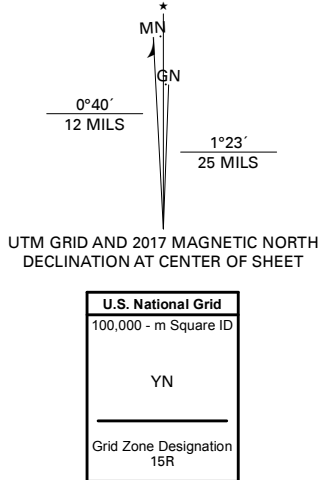 MN
GN
0°40´
12 MILS
1°23´
25 MILS
UTM GRID AND 2017 MAGNETIC NORTH
DECLINATION AT CENTER OF SHEET
U.S. National Grid
100,000 - m Square ID
YN
Grid Zone Designation
15R